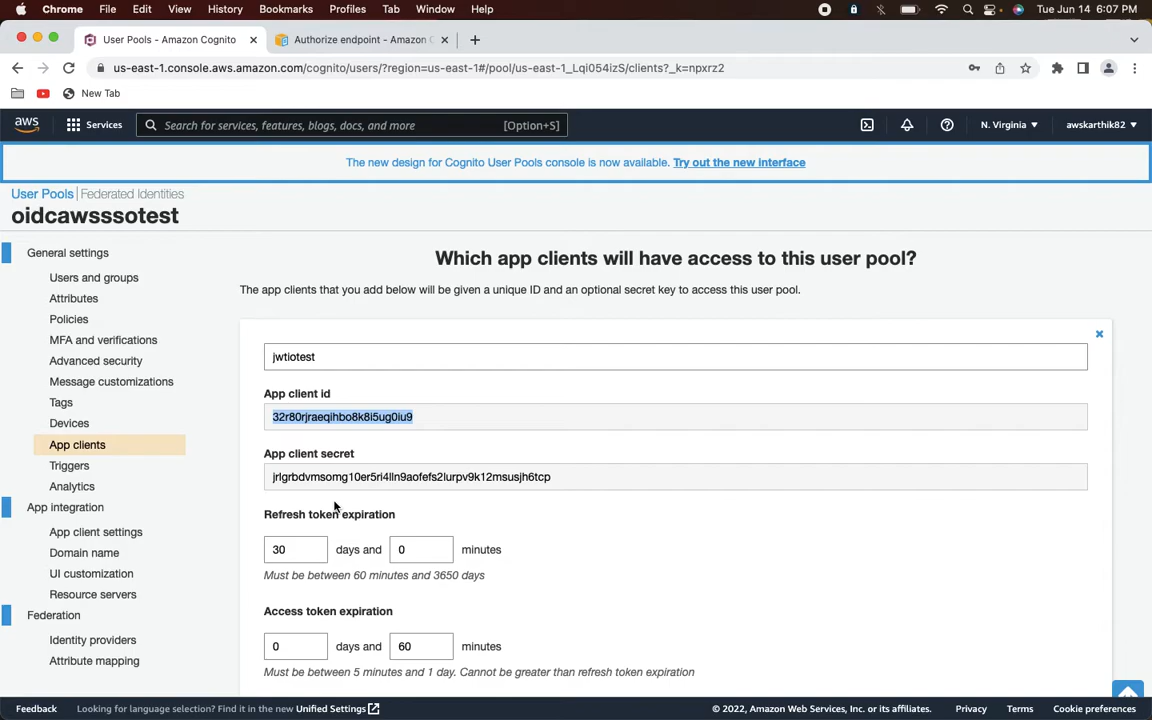 Chrome File Edit View History Bookmarks Profiles Tab Window Help Tue Jun 14 6:07 PM
User Pools - Amazon Cognito Authorize endpoint - Amazon C
us-east-1.console.aws.amazon.com/cognito/users/?region=us-east-1#/pool/us-east-1_Lqi054izS/clients?_k=npxrz2
New Tab
aws Services Search for services, features, blogs, docs, and more [Option+S] N. Virginia awskarthik82
The new design for Cognito User Pools console is now available. Try out the new interface
User Pools Federated Identities
oidcawsssotest
General settings
Users and groups
Attributes
Policies
MFA and verifications
Advanced security
Message customizations
Tags
Devices
App clients
Triggers
Analytics
App integration
App client settings
Domain name
UI customization
Resource servers
Federation
Identity providers
Attribute mapping
Which app clients will have access to this user pool?
The app clients that you add below will be given a unique ID and an optional secret key to access this user pool.
jwtiotest
App client id
32r80rjraeqihbo8k8i5ug0iu9
App client secret
jrlgrbdvmsomg10er5ri4lln9aofefs2lurpv9k12msusjh6tcp
Refresh token expiration
30 days and 0 minutes
Must be between 60 minutes and 3650 days
Access token expiration
0 days and 60 minutes
Must be between 5 minutes and 1 day. Cannot be greater than refresh token expiration
Feedback Looking for language selection? Find it in the new Unified Settings © 2022, Amazon Web Services, Inc. or its affiliates. Privacy Terms Cookie preferences